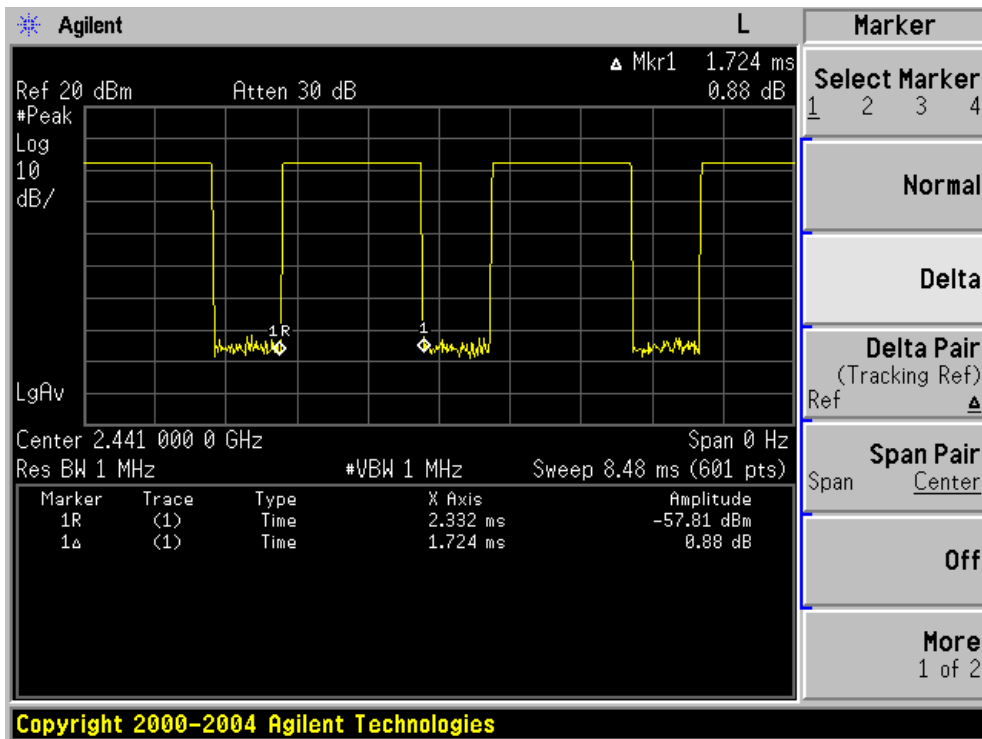 Agilent L
Δ Mkr1 1.724 ms
Ref 20 dBm Atten 30 dB 0.88 dB
#Peak
Log
10
dB/
1R
1
LgAv
Center 2.441 000 0 GHz Span 0 Hz
Res BW 1 MHz #VBW 1 MHz Sweep 8.48 ms (601 pts)
Marker Trace Type X Axis Amplitude
1R (1) Time 2.332 ms -57.81 dBm
1Δ (1) Time 1.724 ms 0.88 dB
Marker
Select Marker
1 2 3 4
Normal
Delta
Delta Pair
(Tracking Ref)
Ref Δ
Span Pair
Span Center
Off
More
1 of 2
Copyright 2000-2004 Agilent Technologies